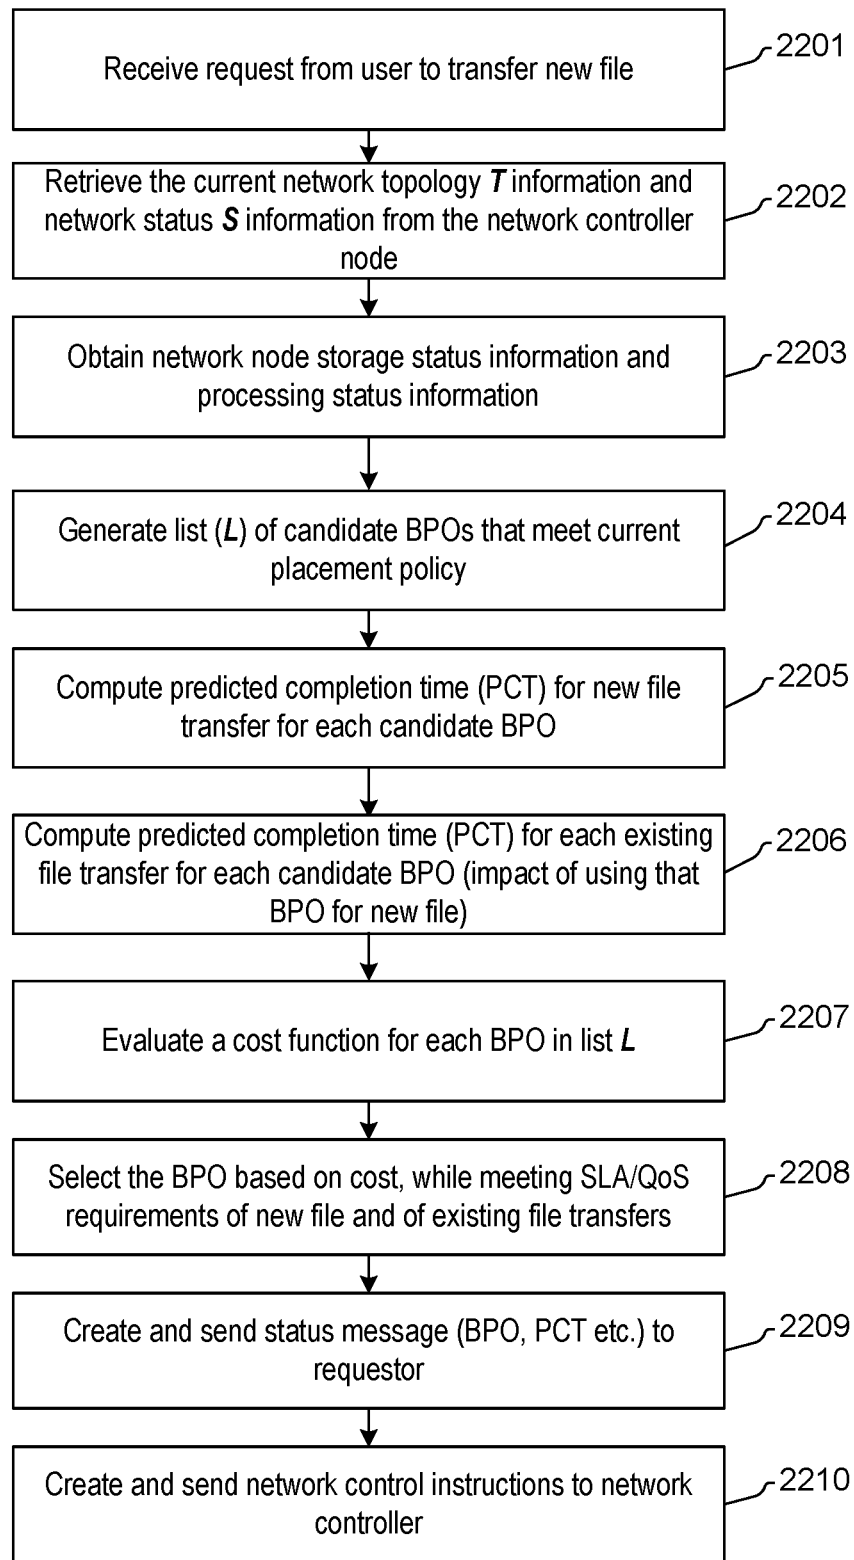 Receive request from user to transfer new file
2201
Retrieve the current network topology T information and
network status S information from the network controller
node
2202
Obtain network node storage status information and
processing status information
2203
Generate list (L) of candidate BPOs that meet current
placement policy
2204
Compute predicted completion time (PCT) for new file
transfer for each candidate BPO
2205
Compute predicted completion time (PCT) for each existing
file transfer for each candidate BPO (impact of using that
BPO for new file)
2206
Evaluate a cost function for each BPO in list L
2207
Select the BPO based on cost, while meeting SLA/QoS
requirements of new file and of existing file transfers
2208
Create and send status message (BPO, PCT etc.) to
requestor
2209
Create and send network control instructions to network
controller
2210